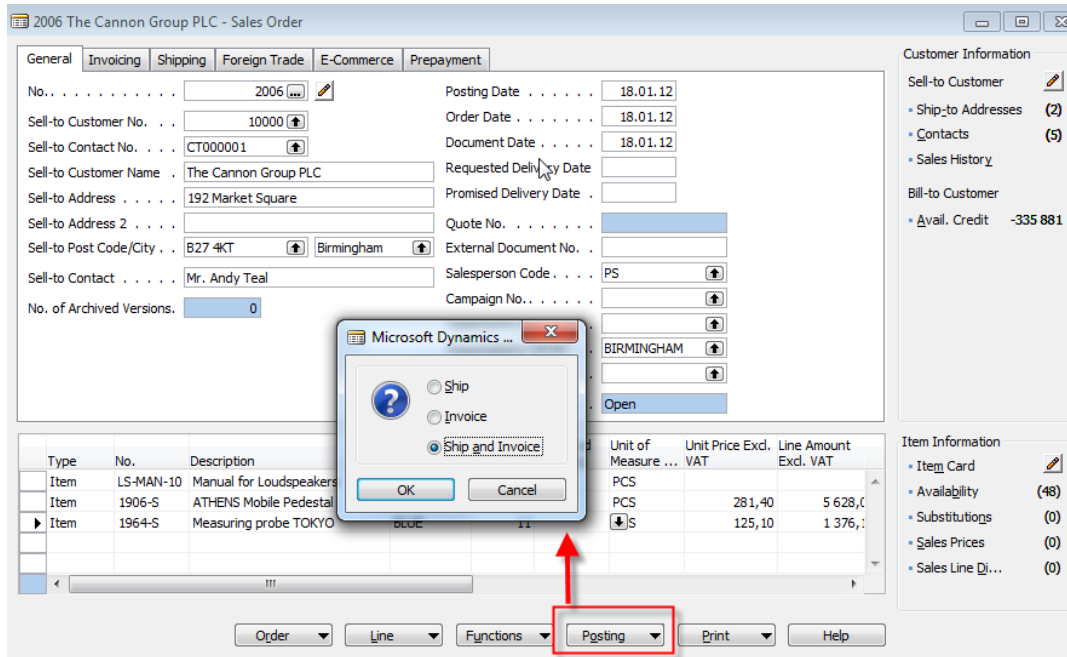 2006 The Cannon Group PLC - Sales Order
General Invoicing Shipping Foreign Trade E-Commerce Prepayment
No. . . . . . . . . . . . 2006 ...
Sell-to Customer No. . . . 10000
Sell-to Contact No. . . . . CT000001
Sell-to Customer Name . The Cannon Group PLC
Sell-to Address . . . . . . 192 Market Square
Sell-to Address 2 . . . .
Sell-to Post Code/City . . B27 4KT Birmingham
Sell-to Contact . . . . . . Mr. Andy Teal
No. of Archived Versions. 0
Posting Date . . . . . . 18.01.12
Order Date . . . . . . . 18.01.12
Document Date . . . . . 18.01.12
Requested Delivery Date
Promised Delivery Date .
Quote No. . . . . . . .
External Document No. .
Salesperson Code. . . . PS
Campaign No.. . . . . .
BIRMINGHAM
Open
Customer Information
Sell-to Customer
Ship-to Addresses (2)
Contacts (5)
Sales History
Bill-to Customer
Avail. Credit -335 881
Microsoft Dynamics ...
Ship
Invoice
Ship and Invoice
OK Cancel
Type No. Description Unit of Measure ... Unit Price Excl. VAT Line Amount Excl. VAT
Item LS-MAN-10 Manual for Loudspeakers PCS
Item 1906-S ATHENS Mobile Pedestal PCS 281,40 5 628,0
Item 1964-S Measuring probe TOKYO BLUE 11 S 125,10 1 376,1
Item Information
Item Card
Availability (48)
Substitutions (0)
Sales Prices (0)
Sales Line Di... (0)
Order Line Functions Posting Print Help